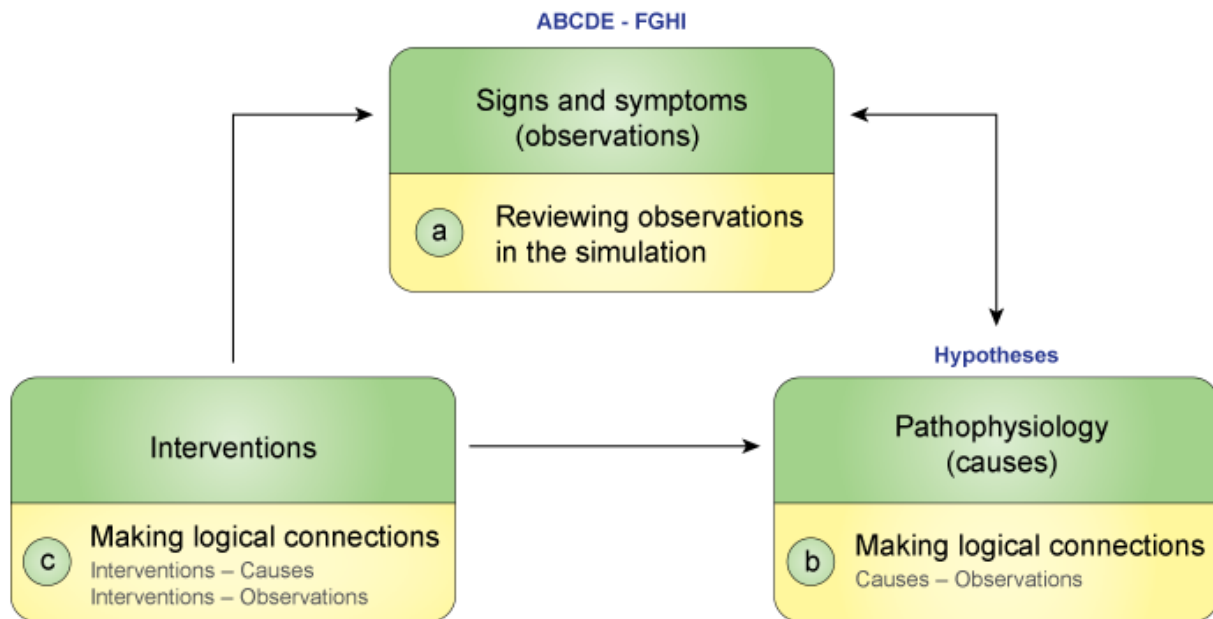 ABCDE - FGHI
Signs and symptoms
(observations)
a
Reviewing observations
in the simulation
Interventions
c
Making logical connections
Interventions – Causes
Interventions – Observations
Hypotheses
Pathophysiology
(causes)
b
Making logical connections
Causes – Observations